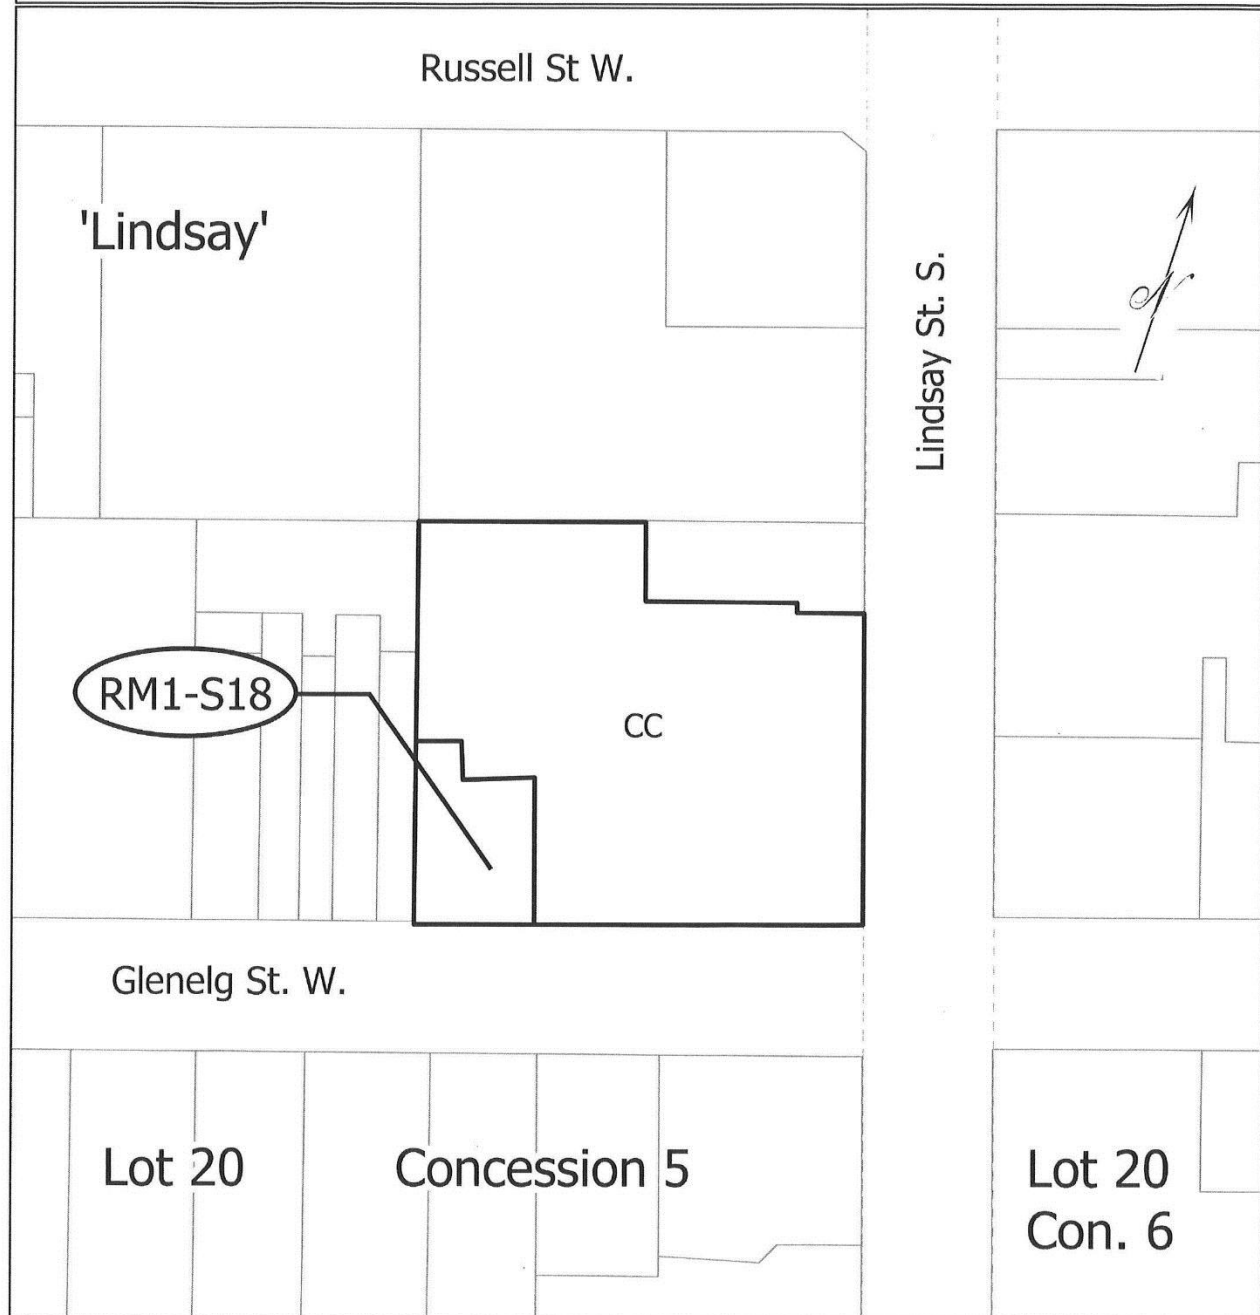 Russell St W.
'Lindsay'
Lindsay St. S.
N
RM1-S18
CC
Glenelg St. W.
Lot 20
Concession 5
Lot 20
Con. 6